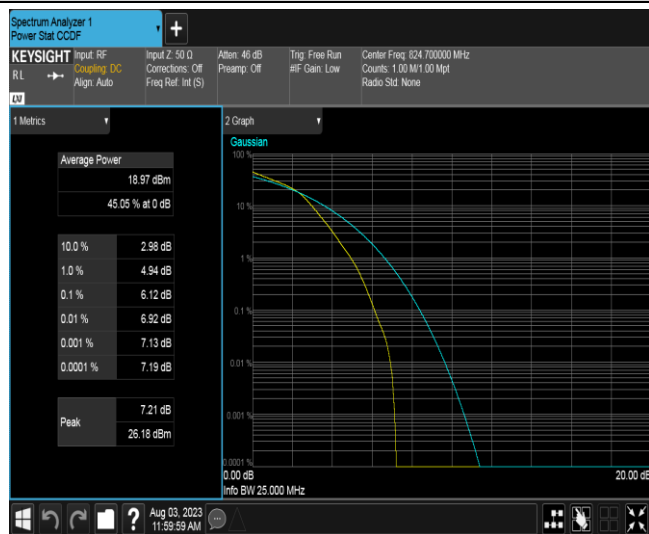 Spectrum Analyzer 1
Power Stat CCDF
+
KEYSIGHT
RL
LXI
Input: RF
Coupling: DC
Align: Auto
Input Z: 50 Ω
Corrections: Off
Freq Ref: Int (S)
Atten: 46 dB
Preamp: Off
Trig: Free Run
#IF Gain: Low
Center Freq: 824.700000 MHz
Counts: 1.00 M/1.00 Mpt
Radio Std: None
1 Metrics
Average Power
18.97 dBm
45.05 % at 0 dB
10.0 % 2.98 dB
1.0 % 4.94 dB
0.1 % 6.12 dB
0.01 % 6.92 dB
0.001 % 7.13 dB
0.0001 % 7.19 dB
Peak
7.21 dB
26.18 dBm
2 Graph
Gaussian
100 %
10 %
1 %
0.1 %
0.01 %
0.001 %
0.0001 %
0.00 dB 20.00 dB
Info BW 25.000 MHz
?
Aug 03, 2023
11:59:59 AM